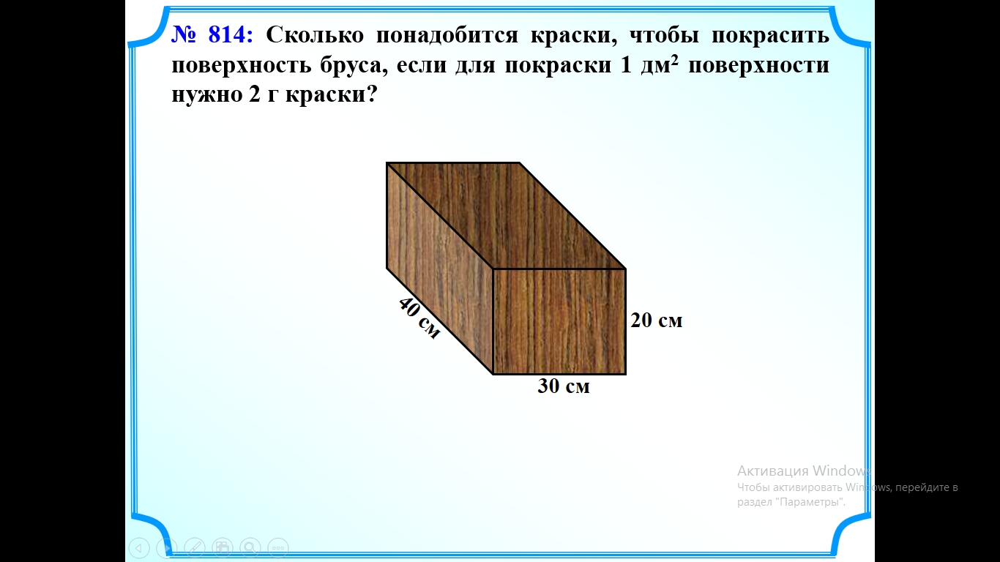 № 814: Сколько понадобится краски, чтобы покрасить
поверхность бруса, если для покраски 1 дм² поверхности
нужно 2 г краски?
40 см
20 см
30 см
Активация Windows
Чтобы активировать Windows, перейдите в
раздел "Параметры".